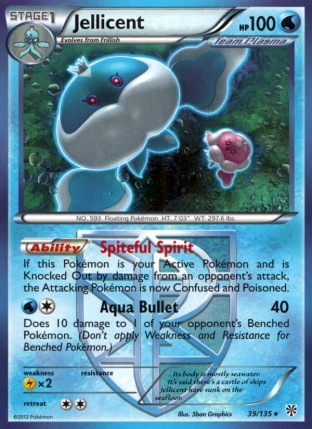 STAGE1 Jellicent HP100
Evolves from Frillish
Team Plasma
NO. 593 Floating Pokémon HT: 7'03" WT: 297.6 lbs.
Ability Spiteful Spirit
If this Pokémon is your Active Pokémon and is
Knocked Out by damage from an opponent's attack,
the Attacking Pokémon is now Confused and Poisoned.
Aqua Bullet 40
Does 10 damage to 1 of your opponent's Benched
Pokémon. (Don't apply Weakness and Resistance for
Benched Pokémon.)
weakness resistance
×2
retreat
Its body is mostly seawater.
It's said there's a castle of ships
Jellicent have sunk on the
seafloor.
©2012 Pokémon
Illus. 5ban Graphics 39/135